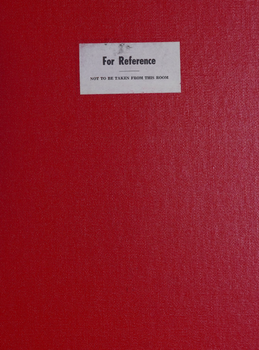 For Reference
NOT TO BE TAKEN FROM THIS ROOM